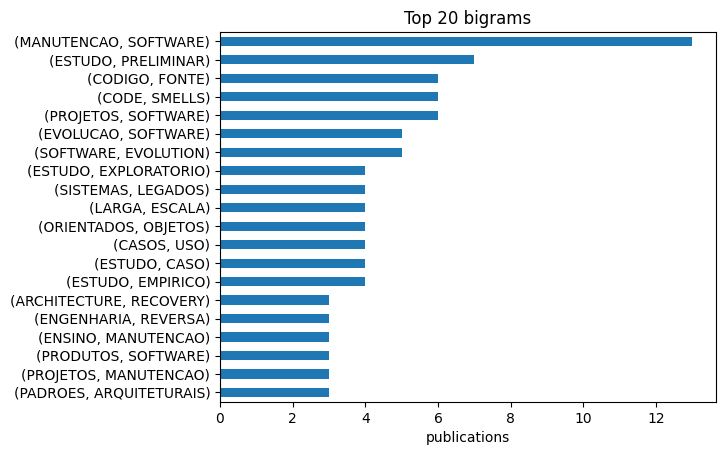 Top 20 bigrams
(MANUTENCAO, SOFTWARE)
(ESTUDO, PRELIMINAR)
(CODIGO, FONTE)
(CODE, SMELLS)
(PROJETOS, SOFTWARE)
(EVOLUCAO, SOFTWARE)
(SOFTWARE, EVOLUTION)
(ESTUDO, EXPLORATORIO)
(SISTEMAS, LEGADOS)
(LARGA, ESCALA)
(ORIENTADOS, OBJETOS)
(CASOS, USO)
(ESTUDO, CASO)
(ESTUDO, EMPIRICO)
(ARCHITECTURE, RECOVERY)
(ENGENHARIA, REVERSA)
(ENSINO, MANUTENCAO)
(PRODUTOS, SOFTWARE)
(PROJETOS, MANUTENCAO)
(PADROES, ARQUITETURAIS)
0 2 4 6 8 10 12
publications